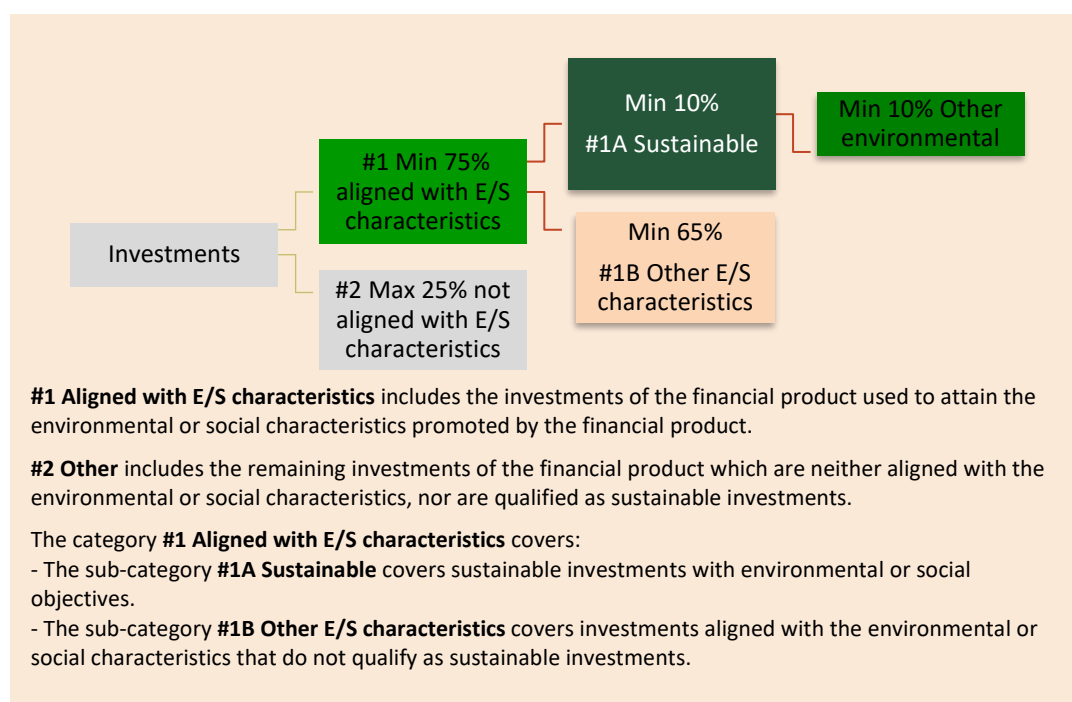 Investments
#1 Min 75%
aligned with E/S
characteristics
#2 Max 25% not
aligned with E/S
characteristics
Min 10%
#1A Sustainable
Min 65%
#1B Other E/S
characteristics
Min 10% Other
environmental
#1 Aligned with E/S characteristics includes the investments of the financial product used to attain the
environmental or social characteristics promoted by the financial product.
#2 Other includes the remaining investments of the financial product which are neither aligned with the
environmental or social characteristics, nor are qualified as sustainable investments.
The category #1 Aligned with E/S characteristics covers:
- The sub-category #1A Sustainable covers sustainable investments with environmental or social
objectives.
- The sub-category #1B Other E/S characteristics covers investments aligned with the environmental or
social characteristics that do not qualify as sustainable investments.